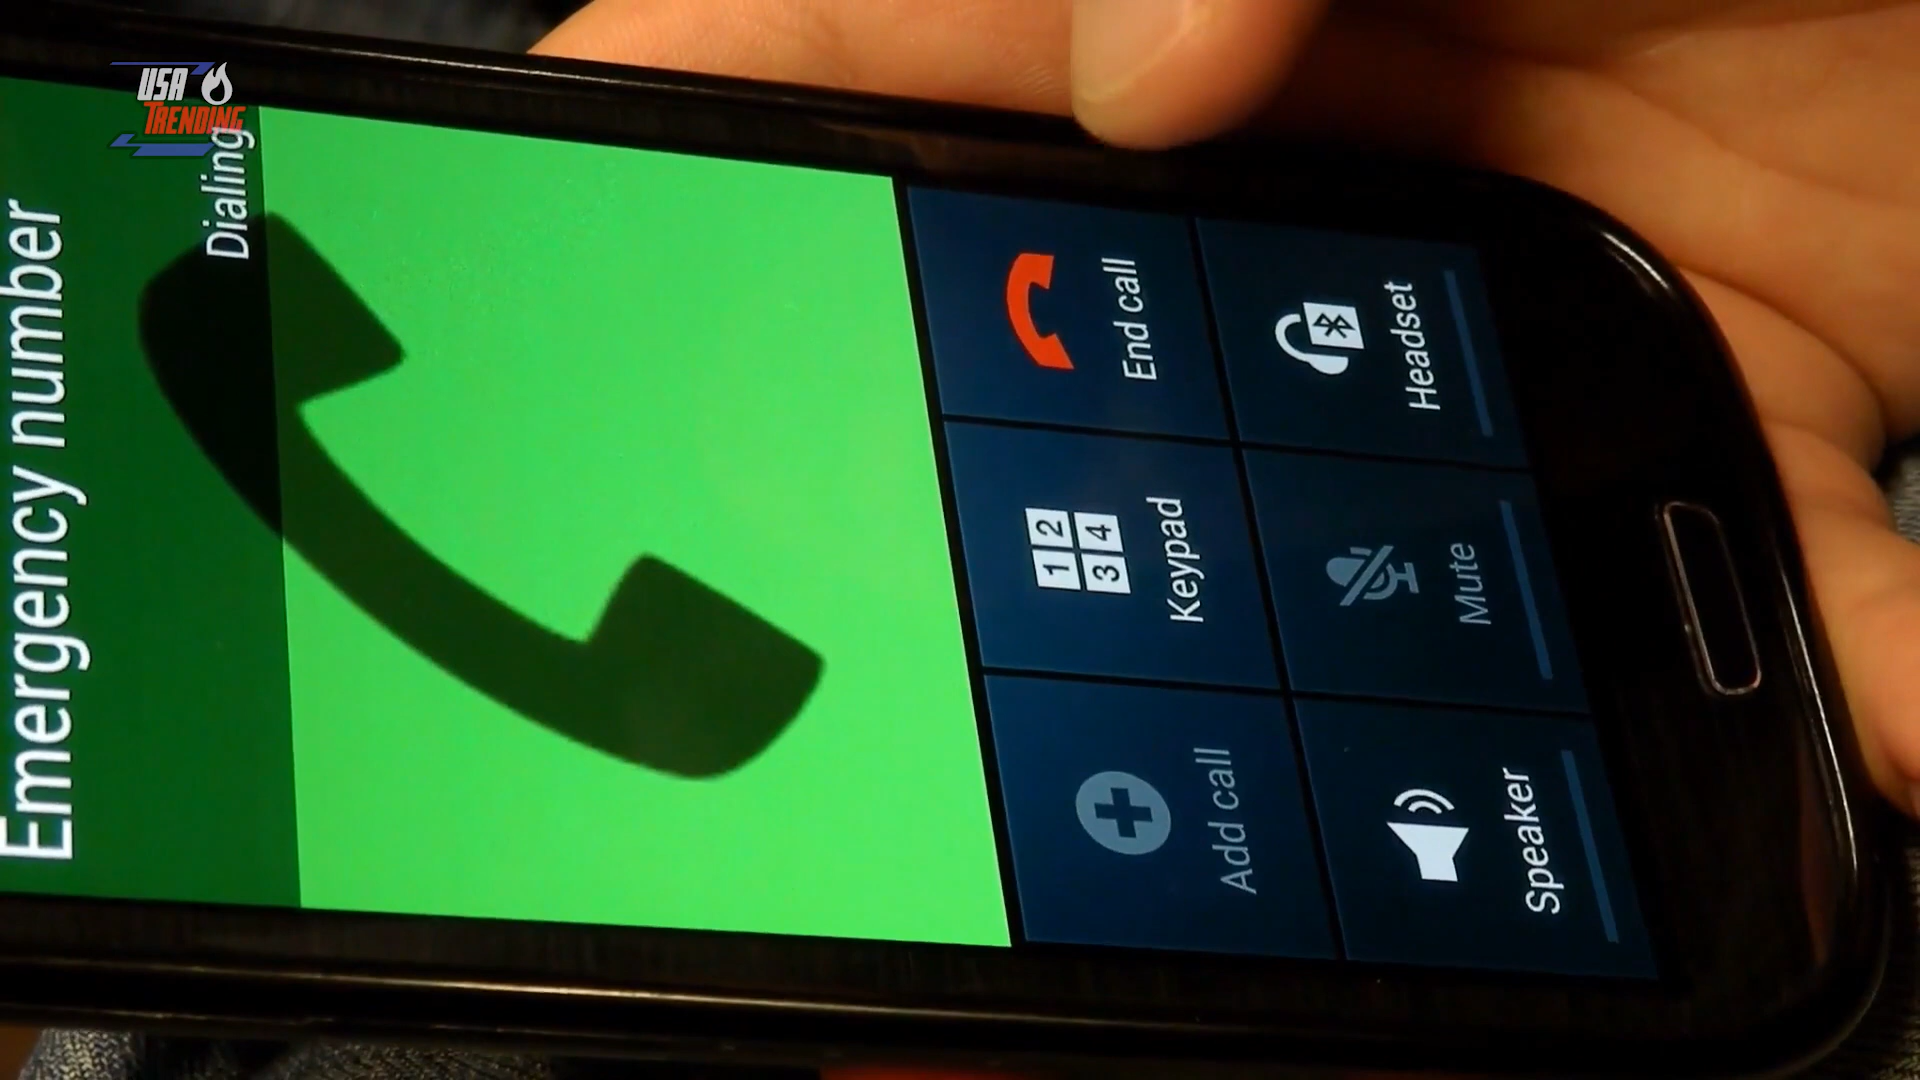 USA
TRENDING
Emergency number
Dialing
Add call
1 2
3 4
Keypad
End call
Speaker
Mute
Headset